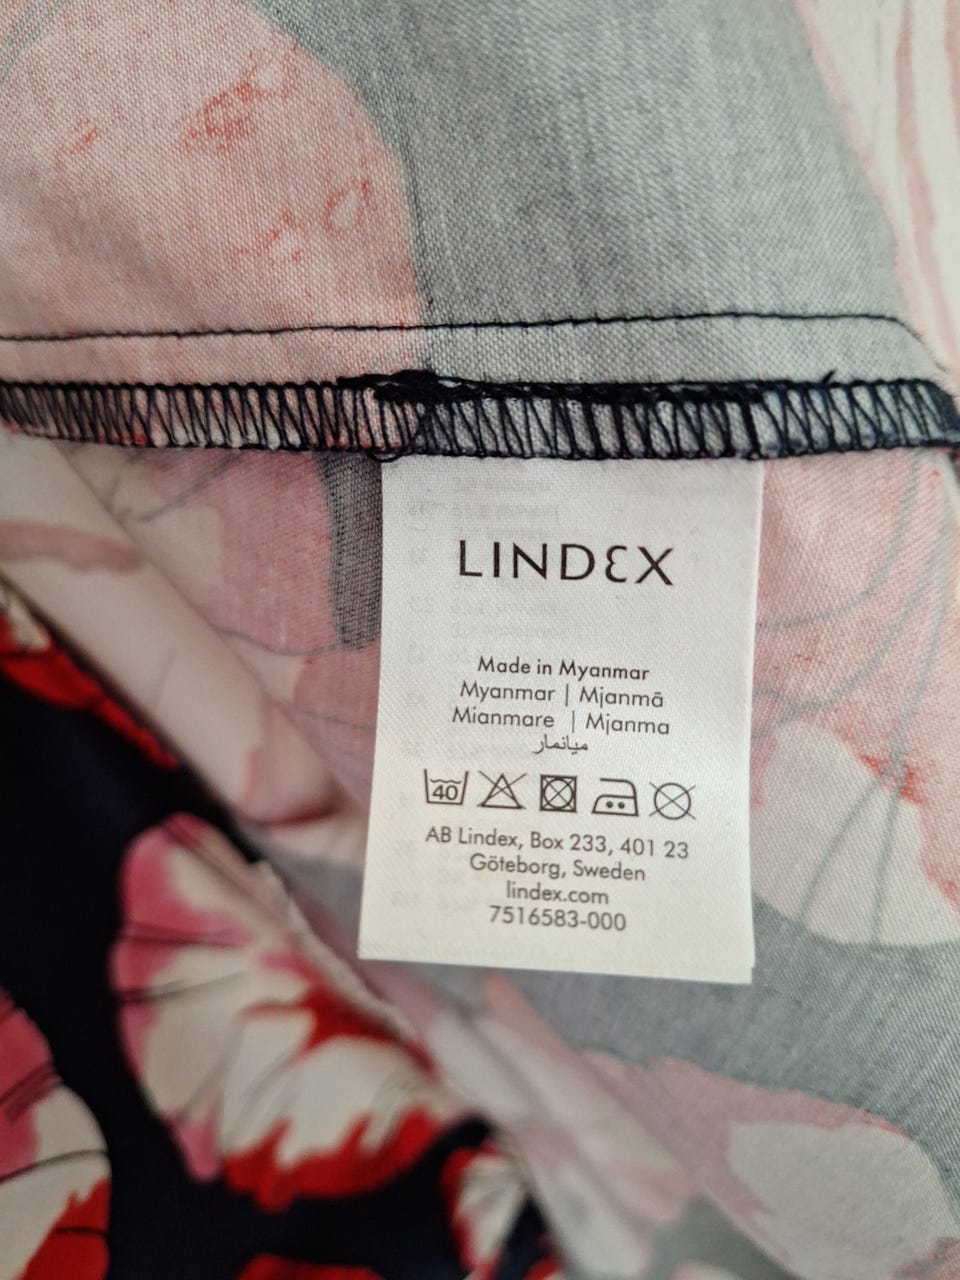 LINDEX
Made in Myanmar
Myanmar | Mjanmā
Mianmare | Mjanma
ميانمار
40
AB Lindex, Box 233, 401 23
Göteborg, Sweden
lindex.com
7516583-000